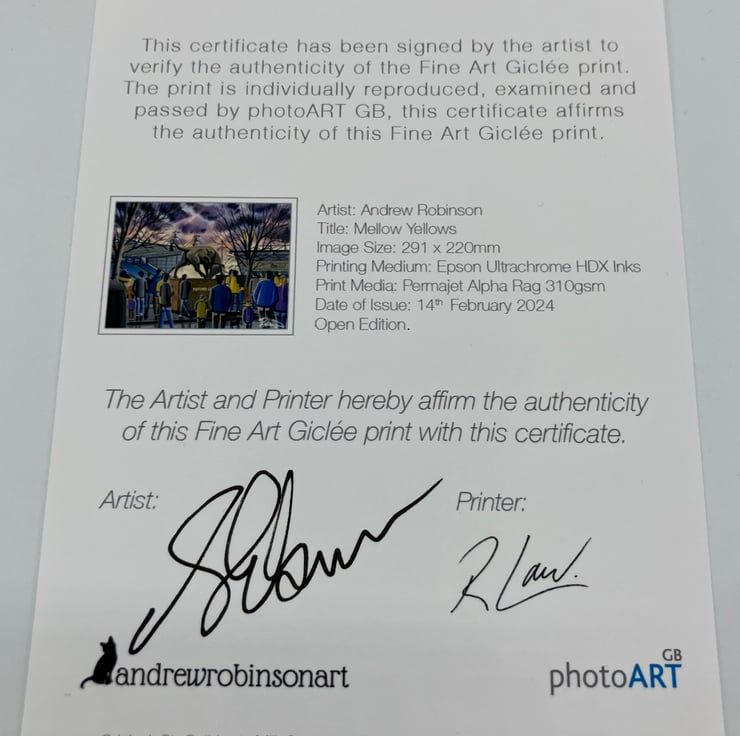 This certificate has been signed by the artist to
verify the authenticity of the Fine Art Giclée print.
The print is individually reproduced, examined and
passed by photoART GB, this certificate affirms
the authenticity of this Fine Art Giclée print.
Artist: Andrew Robinson
Title: Mellow Yellows
Image Size: 291 x 220mm
Printing Medium: Epson Ultrachrome HDX Inks
Print Media: Permajet Alpha Rag 310gsm
Date of Issue: 14th February 2024
Open Edition.
The Artist and Printer hereby affirm the authenticity
of this Fine Art Giclée print with this certificate.
Artist:
Printer:
R Law.
andrewrobinsonart
photoART GB